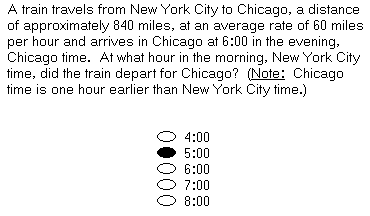 A train travels from New York City to Chicago, a distance
of approximately 840 miles, at an average rate of 60 miles
per hour and arrives in Chicago at 6:00 in the evening,
Chicago time.  At what hour in the morning, New York City
time, did the train depart for Chicago?  (Note:  Chicago
time is one hour earlier than New York City time.)
4:00
5:00
6:00
7:00
8:00